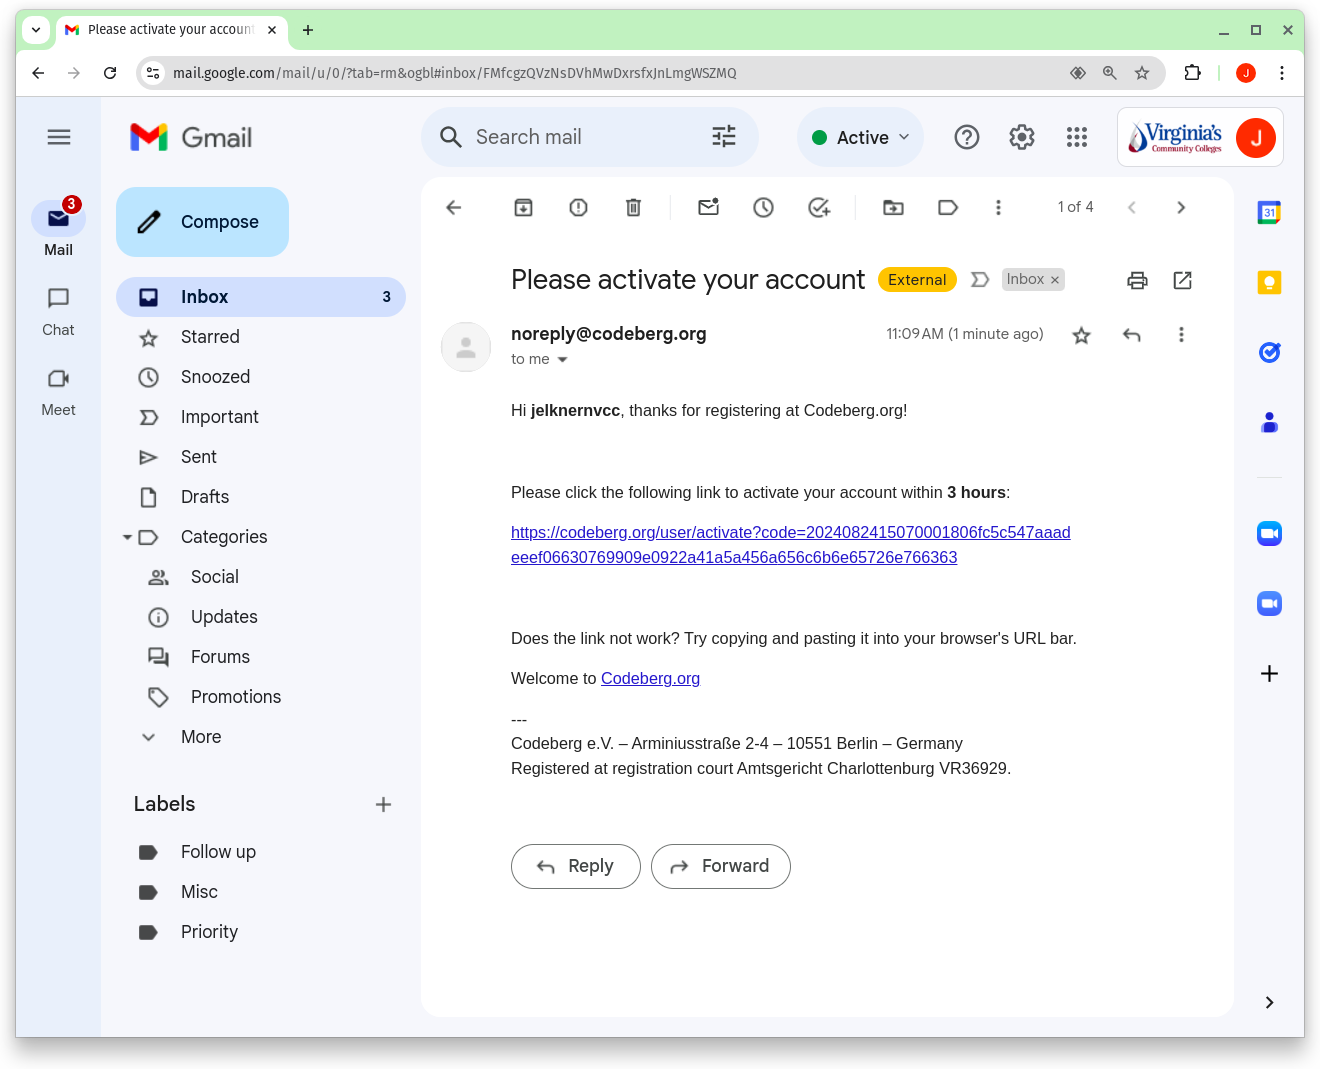 Please activate your accoun
mail.google.com/mail/u/0/?tab=rm&ogbl#inbox/FMfcgzQVzNsDVhMwDxrsfxJnLmgWSZMQ
J
Gmail
Search mail
Active
Virginia's
Community Colleges
J
3
Mail
Chat
Meet
Compose
Inbox 3
Starred
Snoozed
Important
Sent
Drafts
Categories
Social
Updates
Forums
Promotions
More
Labels
Follow up
Misc
Priority
1 of 4
Please activate your account External Inbox
noreply@codeberg.org 11:09 AM (1 minute ago)
to me
Hi jelknernvcc, thanks for registering at Codeberg.org!
Please click the following link to activate your account within 3 hours:
https://codeberg.org/user/activate?code=2024082415070001806fc5c547aaad
eeef06630769909e0922a41a5a456a656c6b6e65726e766363
Does the link not work? Try copying and pasting it into your browser's URL bar.
Welcome to Codeberg.org
---
Codeberg e.V. – Arminiusstraße 2-4 – 10551 Berlin – Germany
Registered at registration court Amtsgericht Charlottenburg VR36929.
Reply
Forward
31